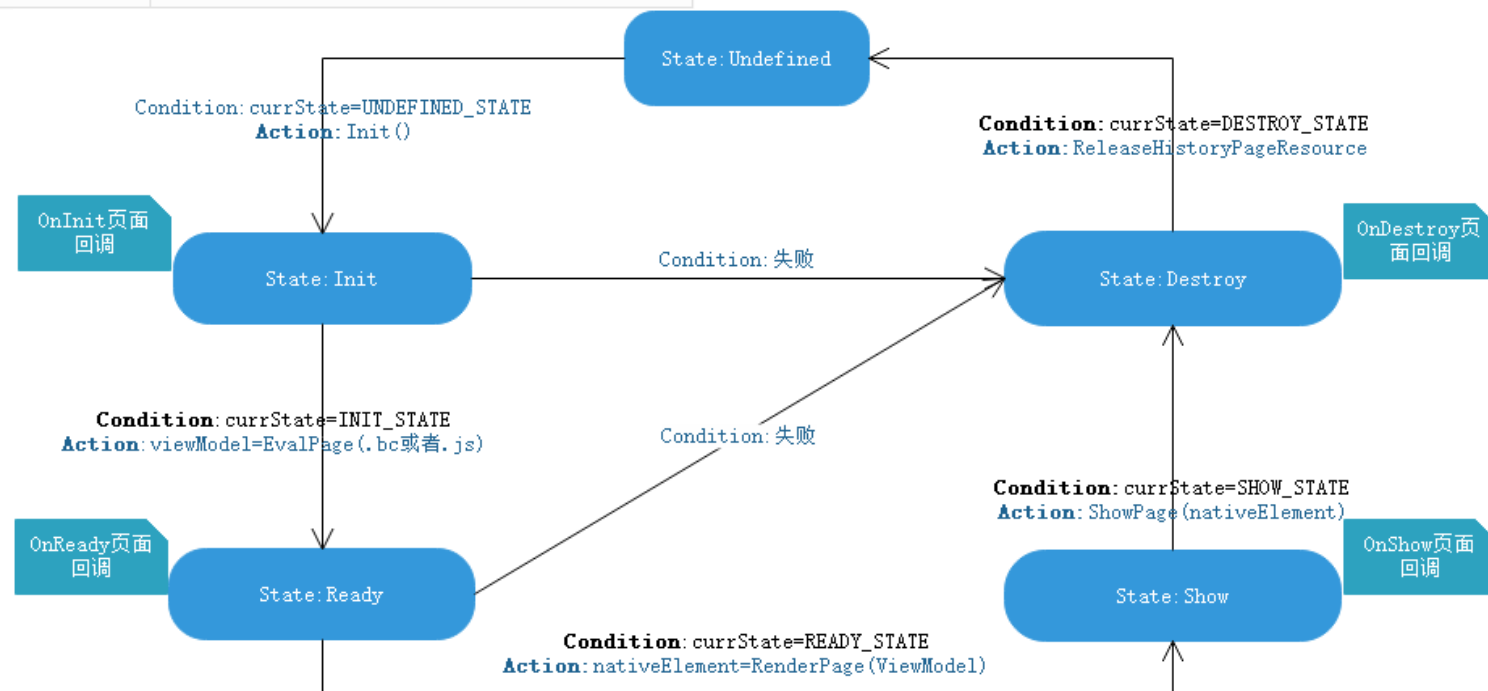 State:Undefined
Condition:currState=UNDEFINED_STATE
Action:Init()
Condition:currState=DESTROY_STATE
Action:ReleaseHistoryPageResource
OnInit页面
回调
OnDestroy页
面回调
State:Init
Condition:失败
State:Destroy
Condition:currState=INIT_STATE
Action:viewModel=EvalPage(.bc或者.js)
Condition:失败
Condition:currState=SHOW_STATE
Action:ShowPage(nativeElement)
OnReady页面
回调
OnShow页面
回调
State:Ready
State:Show
Condition:currState=READY_STATE
Action:nativeElement=RenderPage(ViewModel)